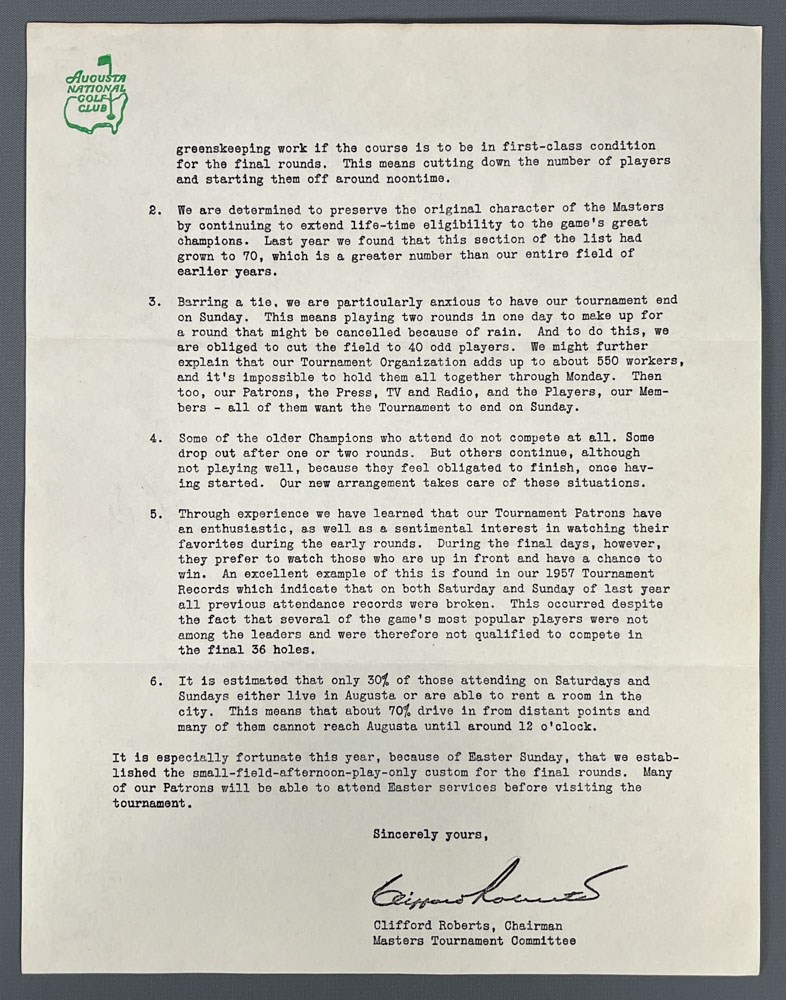 AUGUSTA
NATIONAL
GOLF
CLUB
greenskeeping work if the course is to be in first-class condition
for the final rounds. This means cutting down the number of players
and starting them off around noontime.
2. We are determined to preserve the original character of the Masters
by continuing to extend life-time eligibility to the game's great
champions. Last year we found that this section of the list had
grown to 70, which is a greater number than our entire field of
earlier years.
3. Barring a tie, we are particularly anxious to have our tournament end
on Sunday. This means playing two rounds in one day to make up for
a round that might be cancelled because of rain. And to do this, we
are obliged to cut the field to 40 odd players. We might further
explain that our Tournament Organization adds up to about 550 workers,
and it's impossible to hold them all together through Monday. Then
too, our Patrons, the Press, TV and Radio, and the Players, our Mem-
bers - all of them want the Tournament to end on Sunday.
4. Some of the older Champions who attend do not compete at all. Some
drop out after one or two rounds. But others continue, although
not playing well, because they feel obligated to finish, once hav-
ing started. Our new arrangement takes care of these situations.
5. Through experience we have learned that our Tournament Patrons have
an enthusiastic, as well as a sentimental interest in watching their
favorites during the early rounds. During the final days, however,
they prefer to watch those who are up in front and have a chance to
win. An excellent example of this is found in our 1957 Tournament
Records which indicate that on both Saturday and Sunday of last year
all previous attendance records were broken. This occurred despite
the fact that several of the game's most popular players were not
among the leaders and were therefore not qualified to compete in
the final 36 holes.
6. It is estimated that only 30% of those attending on Saturdays and
Sundays either live in Augusta or are able to rent a room in the
city. This means that about 70% drive in from distant points and
many of them cannot reach Augusta until around 12 o'clock.
It is especially fortunate this year, because of Easter Sunday, that we estab-
lished the small-field-afternoon-play-only custom for the final rounds. Many
of our Patrons will be able to attend Easter services before visiting the
tournament.
Sincerely yours,
Clifford Roberts
Clifford Roberts, Chairman
Masters Tournament Committee